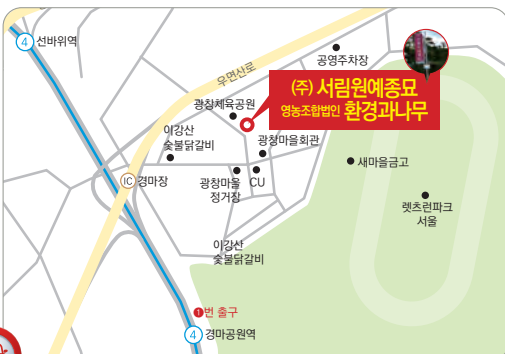 4 선바위역
공영주차장
우면산로
(주) 서림원예종묘
영농조합법인 환경과나무
광창체육공원
이강산
숯불닭갈비
광창마을회관
새마을금고
IC 경마장
광창마을
정거장
CU
렛츠런파크
서울
이강산
숯불닭갈비
1번 출구
4 경마공원역